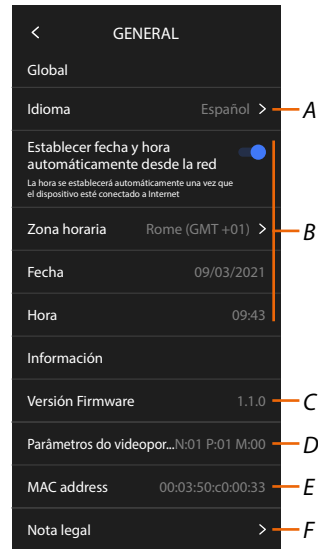 < GENERAL
Global
Idioma Español > A
Establecer fecha y hora
automáticamente desde la red
La hora se establecerá automáticamente una vez que
el dispositivo esté conectado a Internet
Zona horaria Rome (GMT +01) > B
Fecha 09/03/2021
Hora 09:43
Información
Versión Firmware 1.1.0 C
Parâmetros do videopor...N:01 P:01 M:00 D
MAC address 00:03:50:c0:00:33 E
Nota legal > F